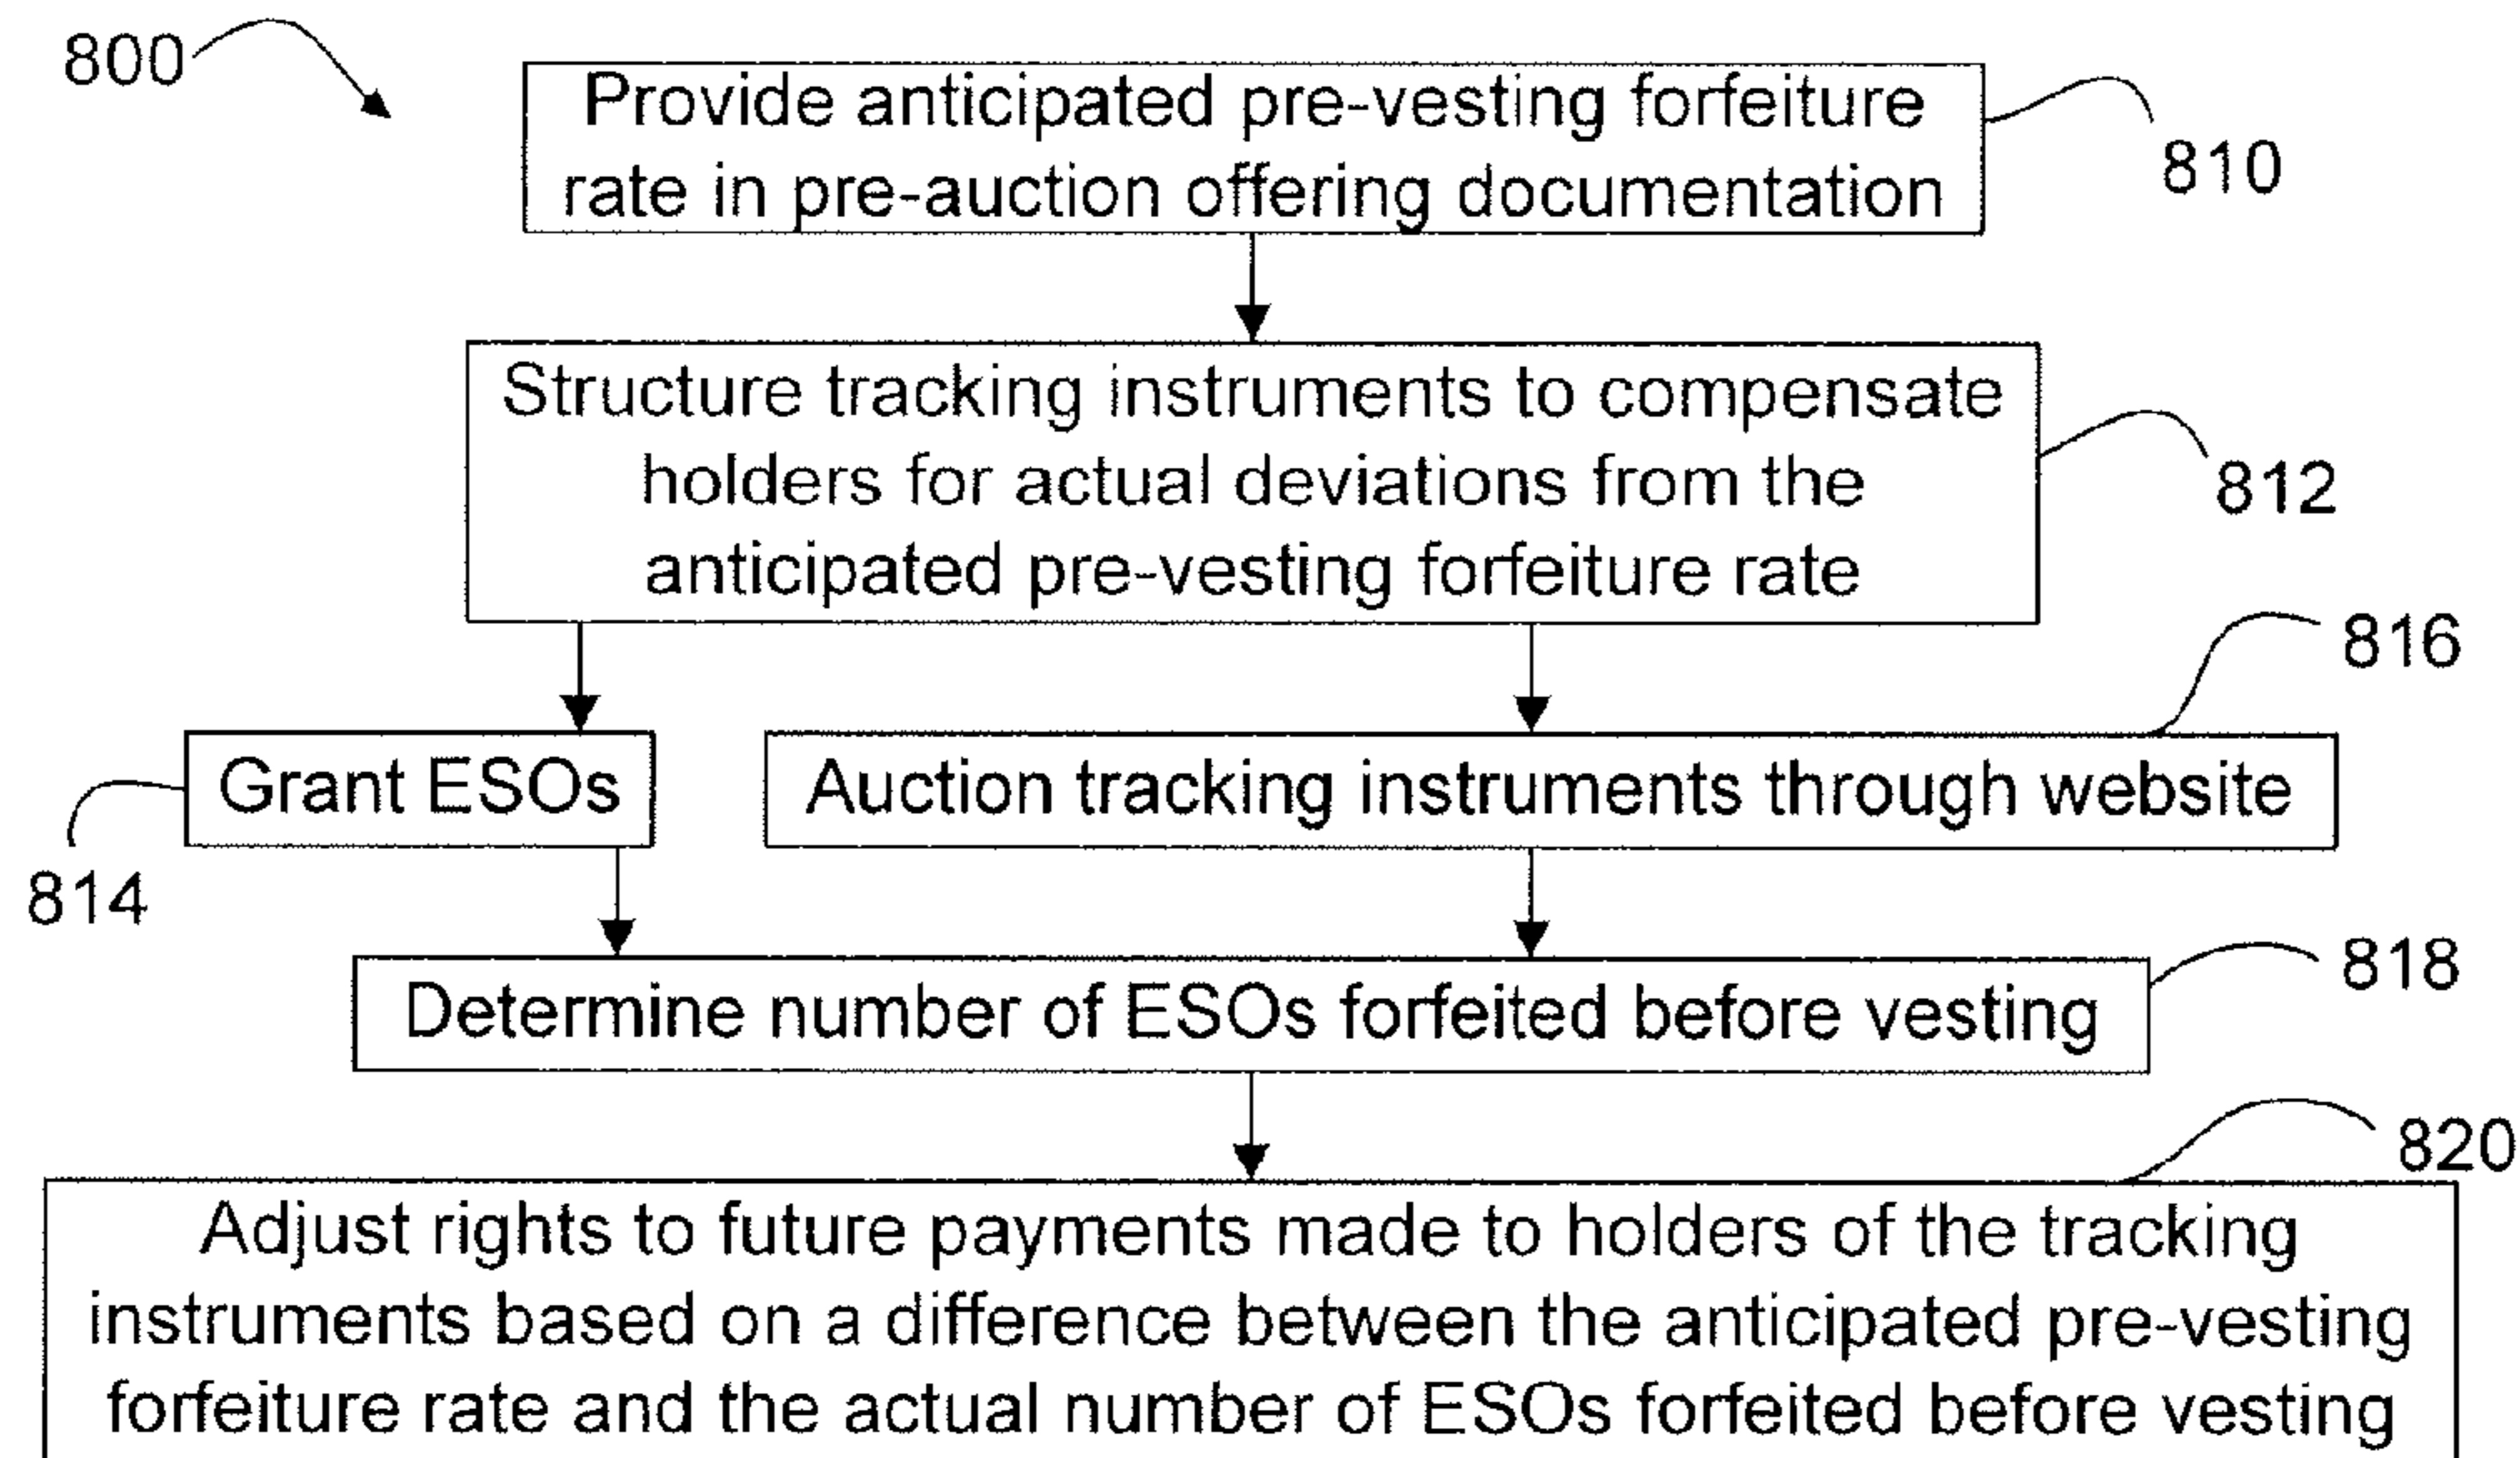 800
Provide anticipated pre-vesting forfeiture
rate in pre-auction offering documentation
810
Structure tracking instruments to compensate
holders for actual deviations from the
anticipated pre-vesting forfeiture rate
812
816
Grant ESOs
Auction tracking instruments through website
814
818
Determine number of ESOs forfeited before vesting
820
Adjust rights to future payments made to holders of the tracking
instruments based on a difference between the anticipated pre-vesting
forfeiture rate and the actual number of ESOs forfeited before vesting